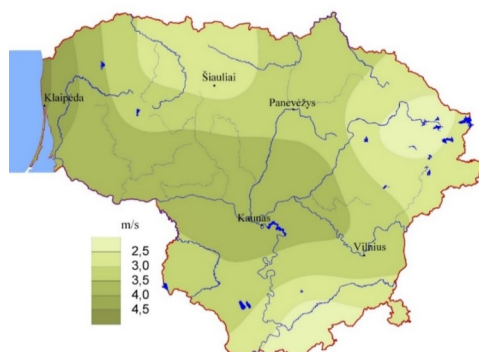 Šiauliai
Klaipėda
Panevėžys
Kaunas
Vilnius
m/s
2,5
3,0
3,5
4,0
4,5